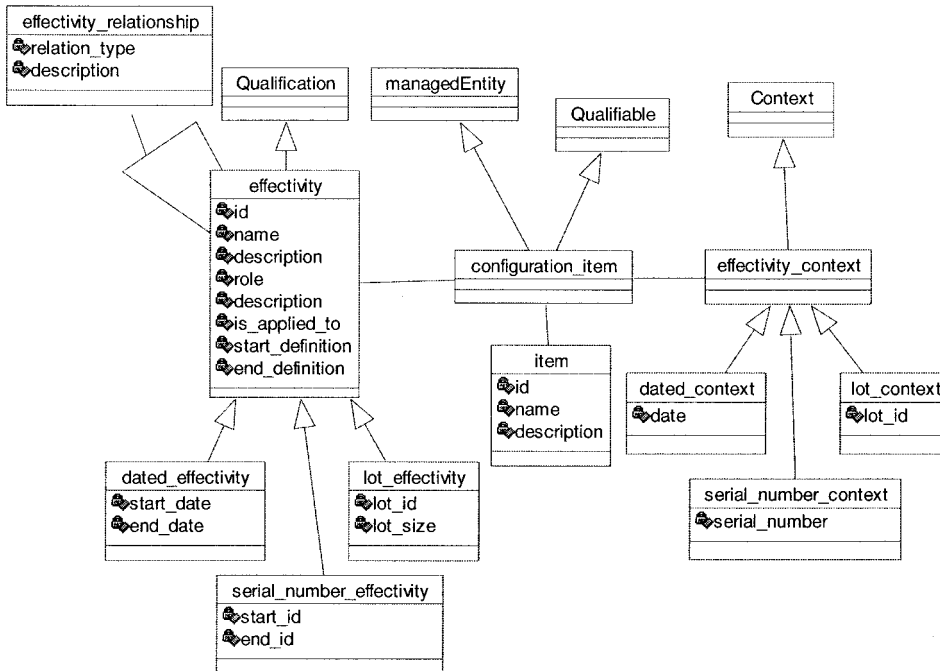 effectivity_relationship
relation_type
description
Qualification
managedEntity
Qualifiable
Context
effectivity
id
name
description
role
description
is_applied_to
start_definition
end_definition
configuration_item
effectivity_context
item
id
name
description
dated_context
date
lot_context
lot_id
dated_effectivity
start_date
end_date
lot_effectivity
lot_id
lot_size
serial_number_context
serial_number
serial_number_effectivity
start_id
end_id